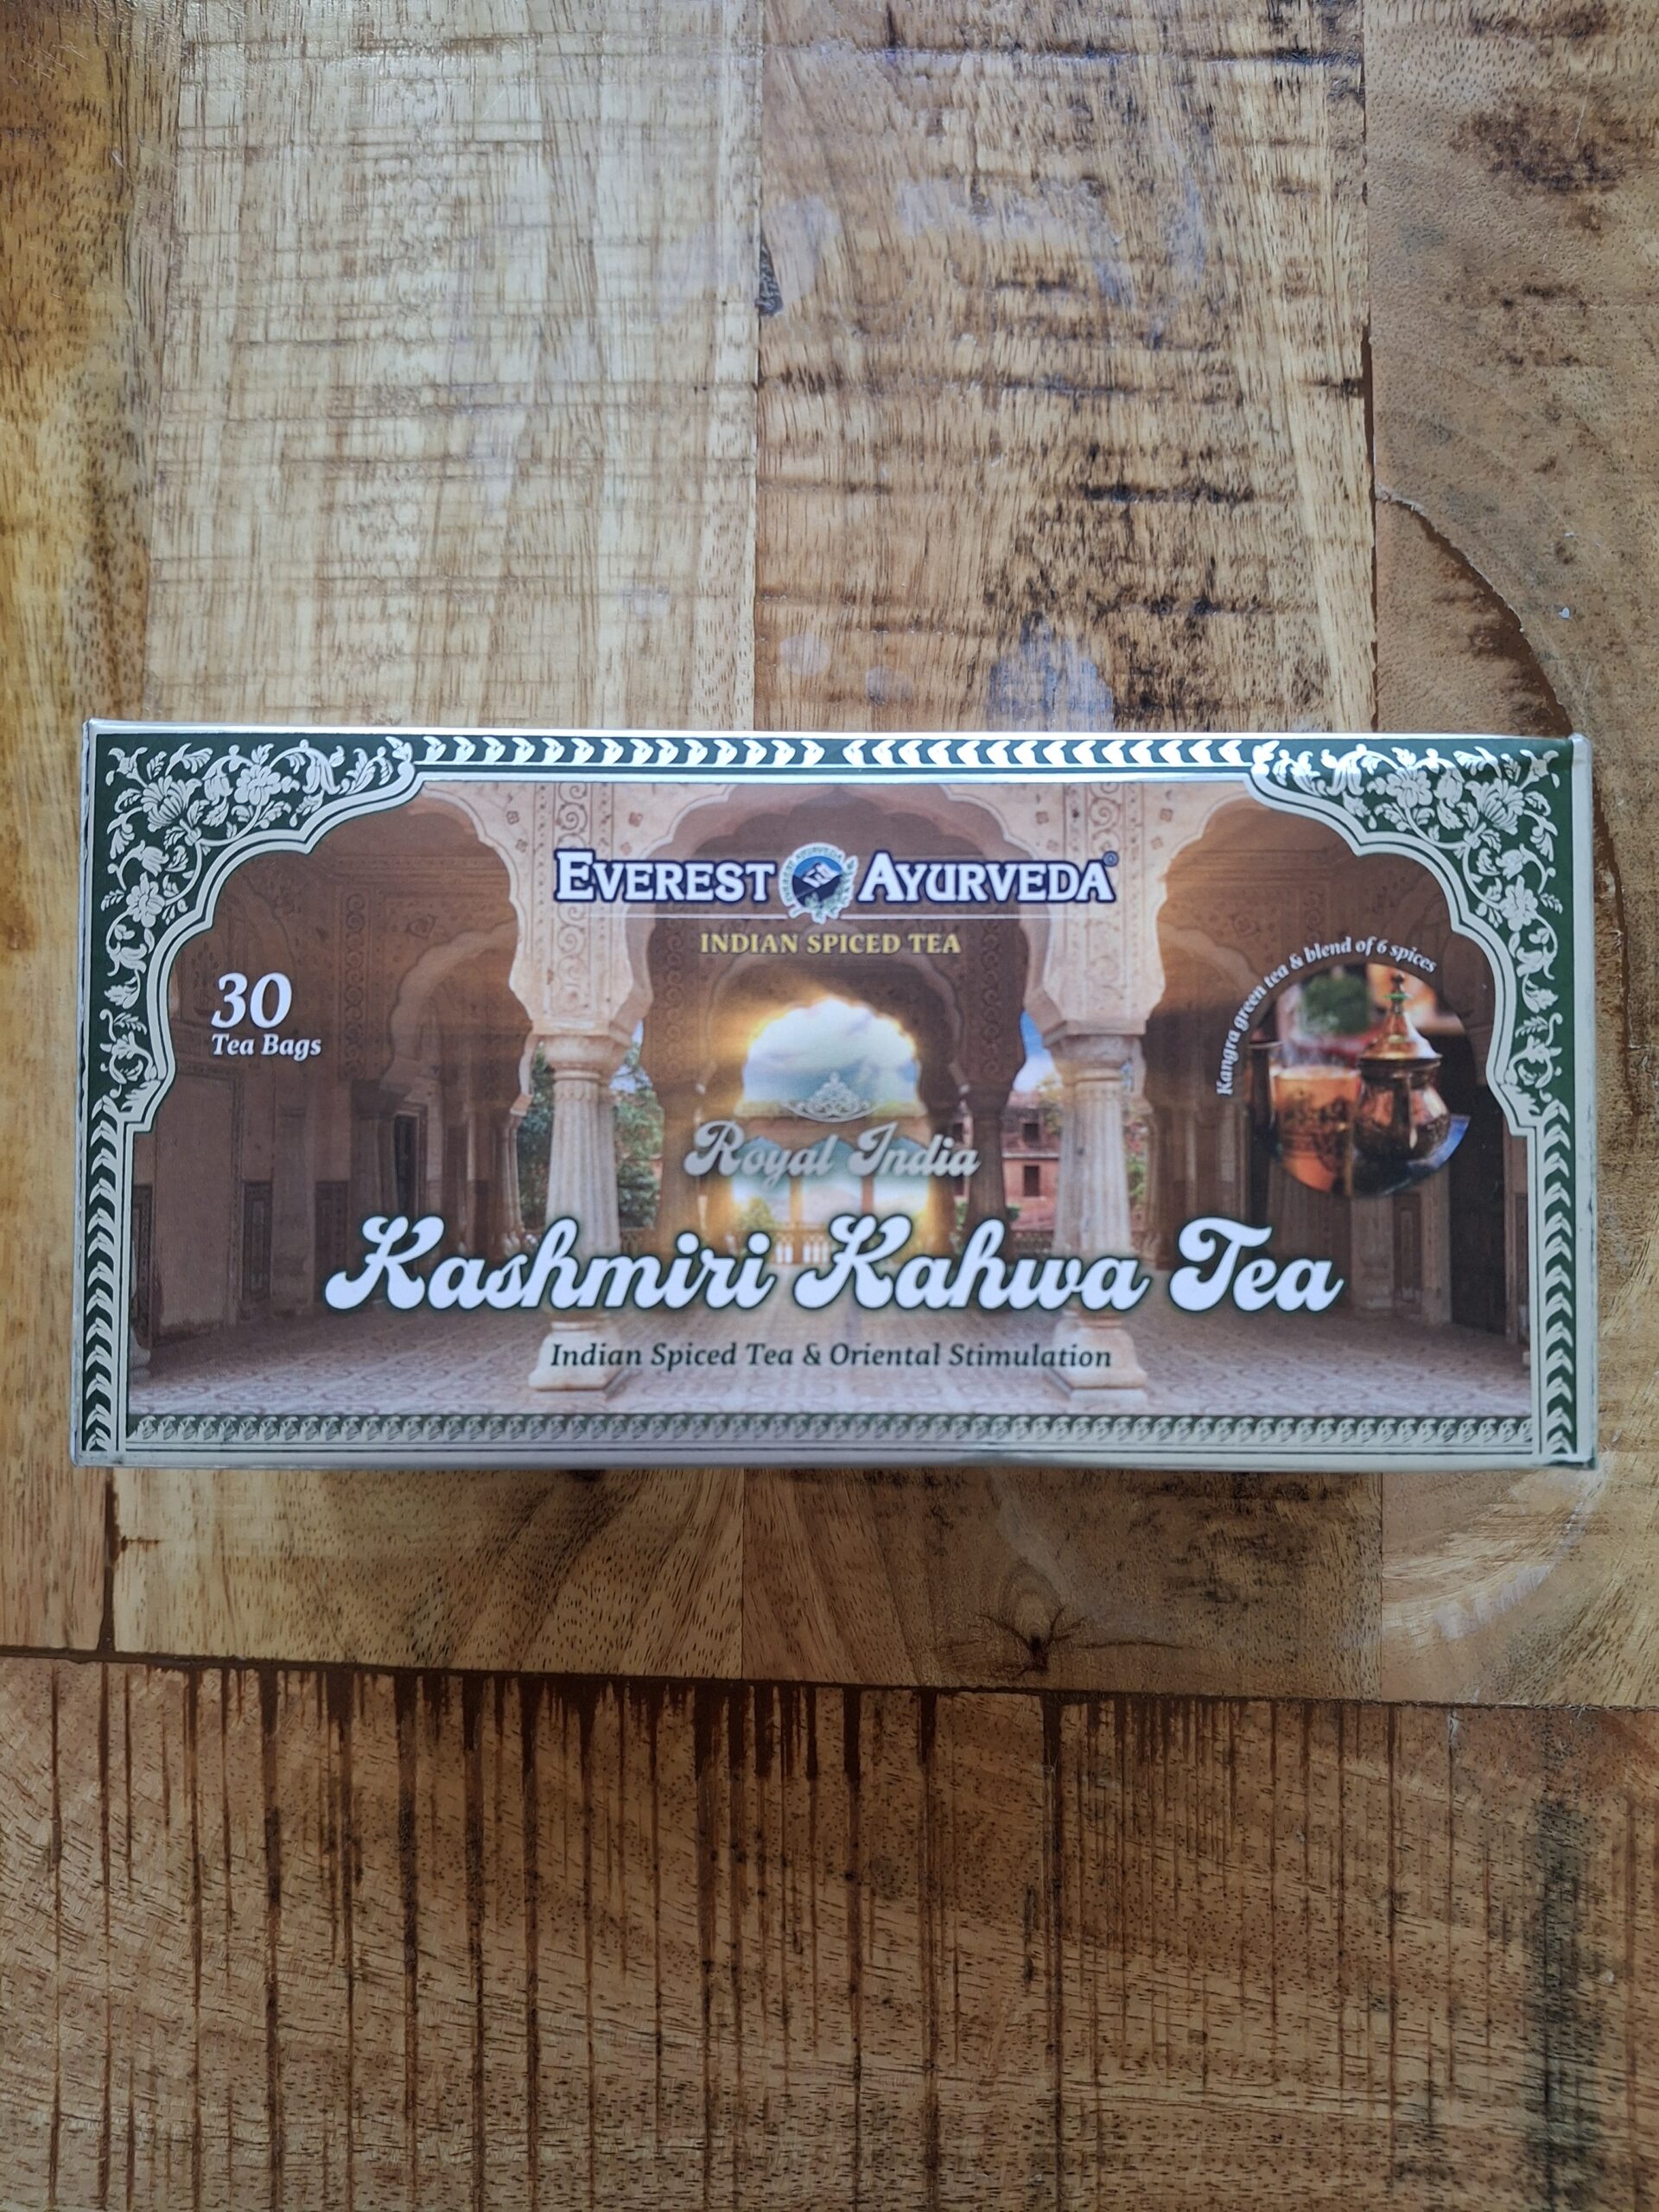 EVEREST AYURVEDA®
INDIAN SPICED TEA
30
Tea Bags
Kangra green tea & blend of 6 spices
Royal India
Kashmiri Kahwa Tea
Indian Spiced Tea & Oriental Stimulation